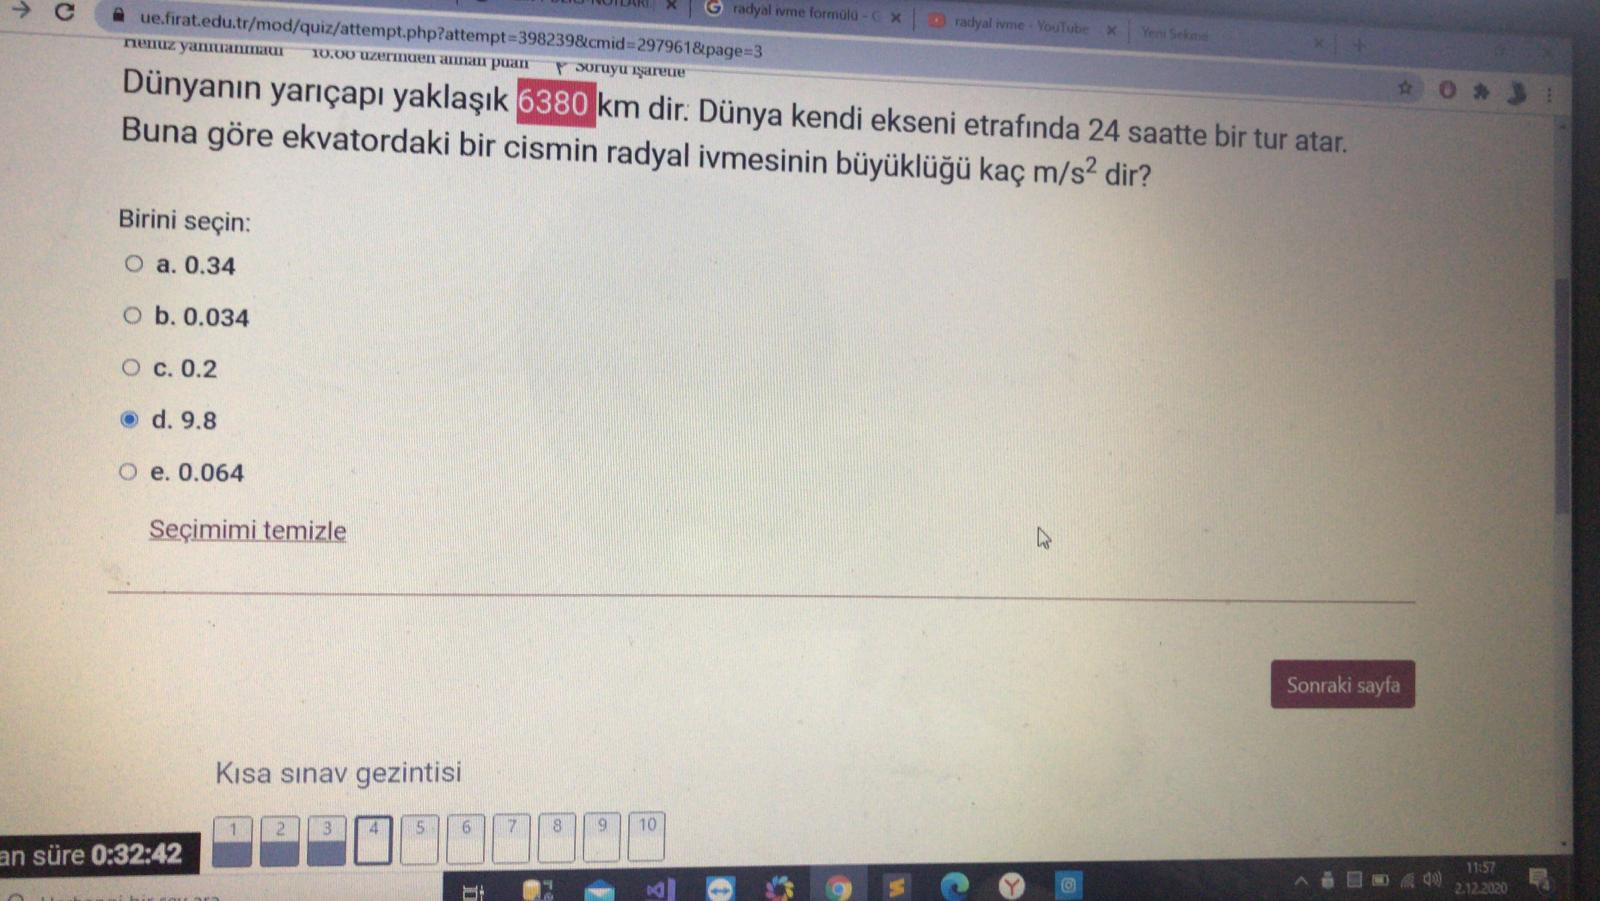 radyal ivme formülü - G
radyal ivme - YouTube
Yeni Sekme
ue.firat.edu.tr/mod/quiz/attempt.php?attempt=398239&cmid=297961&page=3
Henüz yanıtlanmadı 10.00 üzerinden alınan puan Soruyu işaretle
Dünyanın yarıçapı yaklaşık 6380 km dir. Dünya kendi ekseni etrafında 24 saatte bir tur atar.
Buna göre ekvatordaki bir cismin radyal ivmesinin büyüklüğü kaç m/s² dir?
Birini seçin:
a. 0.34
b. 0.034
c. 0.2
d. 9.8
e. 0.064
Seçimimi temizle
Sonraki sayfa
Kısa sınav gezintisi
1 2 3 4 5 6 7 8 9 10
an süre 0:32:42
11:57
2.12.2020